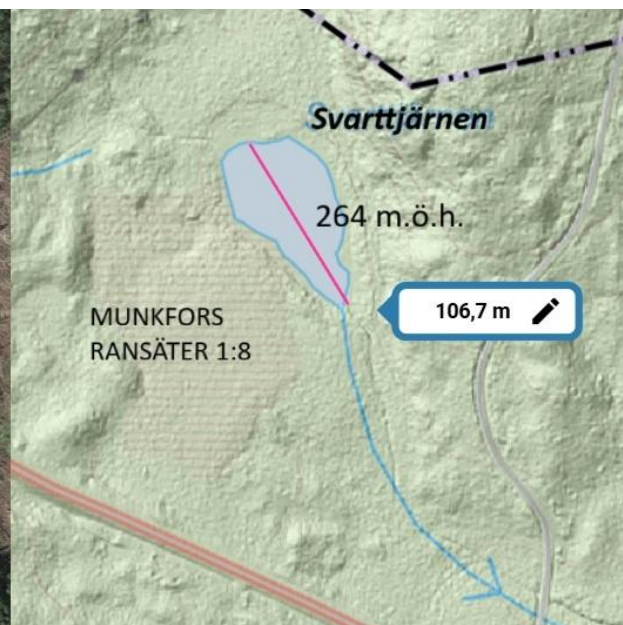 Svarttjärnen
264 m.ö.h.
106,7 m
MUNKFORS
RANSÄTER 1:8